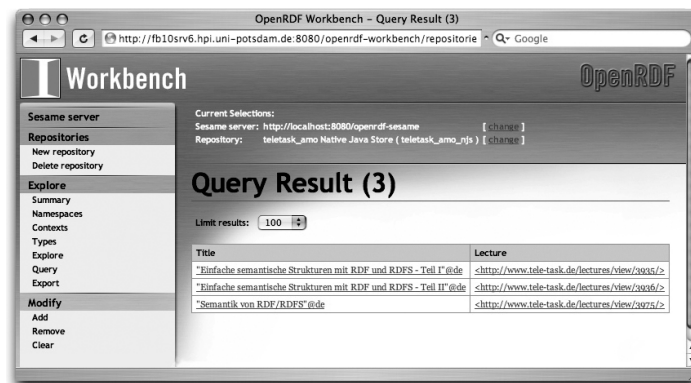 OpenRDF Workbench – Query Result (3)
http://fb10srv6.hpi.uni-potsdam.de:8080/openrdf-workbench/repositorie
Google
Workbench
OpenRDF
Current Selections:
Sesame server: http://localhost:8080/openrdf-sesame [ change ]
Repository: teletask_amo Native Java Store ( teletask_amo_njs ) [ change ]
Sesame server
Repositories
New repository
Delete repository
Explore
Summary
Namespaces
Contexts
Types
Explore
Query
Export
Modify
Add
Remove
Clear
Query Result (3)
Limit results: 100
Title Lecture
"Einfache semantische Strukturen mit RDF und RDFS - Teil I"@de <http://www.tele-task.de/lectures/view/3935/>
"Einfache semantische Strukturen mit RDF und RDFS - Teil II"@de <http://www.tele-task.de/lectures/view/3936/>
"Semantik von RDF/RDFS"@de <http://www.tele-task.de/lectures/view/3975/>